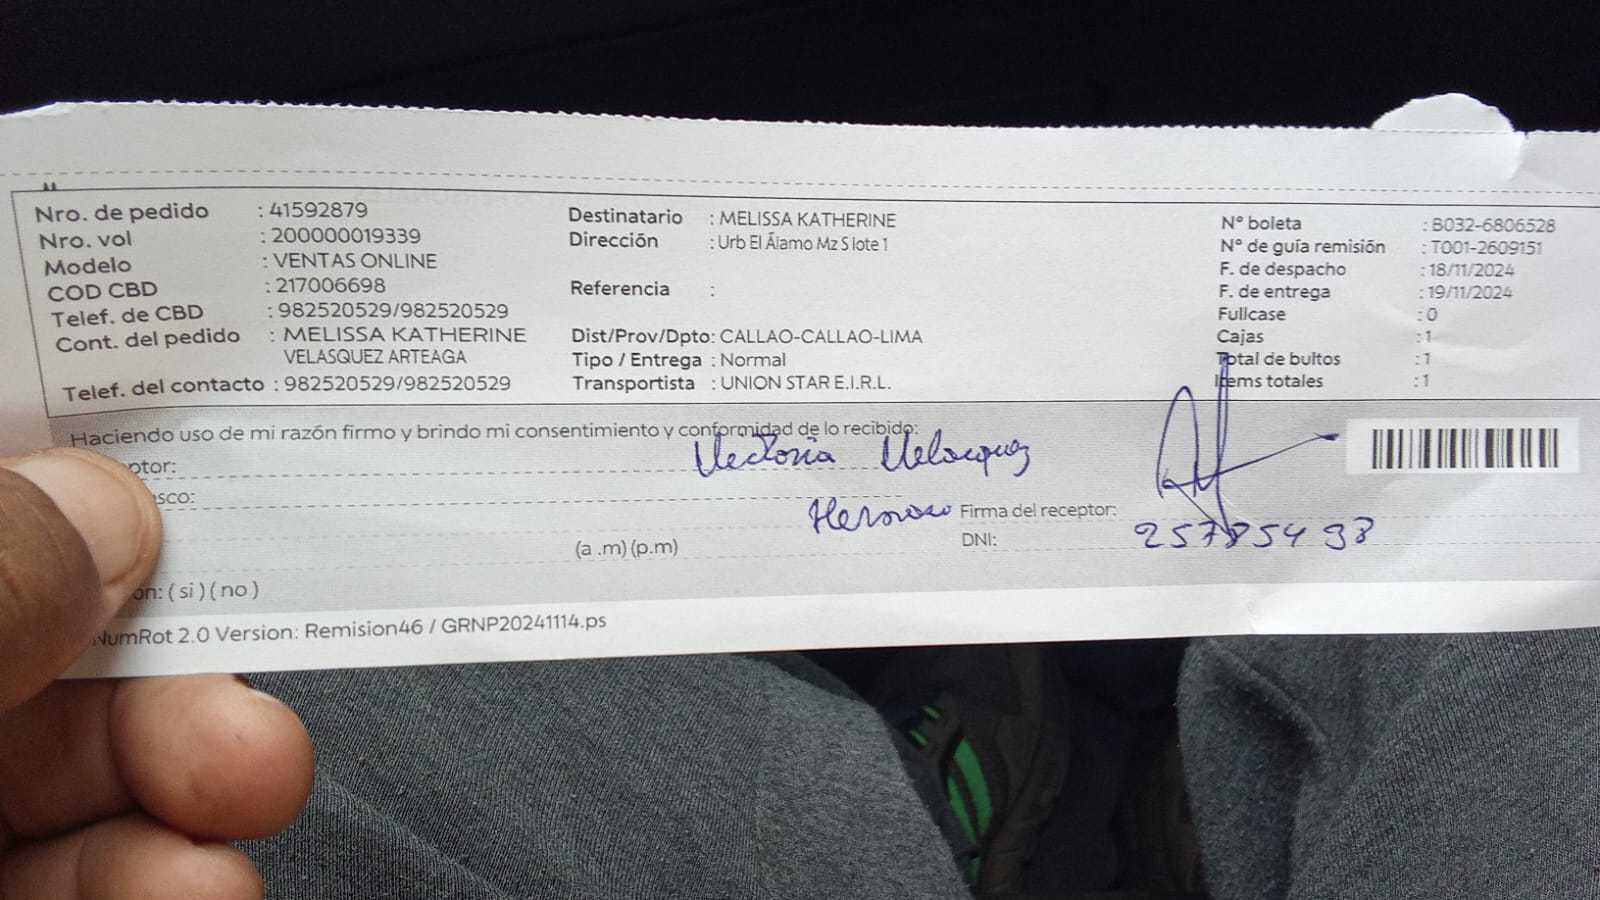 Nro. de pedido : 41592879
Nro. vol : 200000019339
Modelo : VENTAS ONLINE
COD CBD : 217006698
Telef. de CBD : 982520529/982520529
Cont. del pedido : MELISSA KATHERINE
VELASQUEZ ARTEAGA
Telef. del contacto : 982520529/982520529
Destinatario : MELISSA KATHERINE
Dirección : Urb El Álamo Mz S lote 1
Referencia :
Dist/Prov/Dpto: CALLAO-CALLAO-LIMA
Tipo / Entrega : Normal
Transportista : UNION STAR E.I.R.L.
N° boleta : B032-6806528
N° de guía remisión : T001-2609151
F. de despacho : 18/11/2024
F. de entrega : 19/11/2024
Fullcase : 0
Cajas : 1
Total de bultos : 1
Items totales : 1
Haciendo uso de mi razón firmo y brindo mi consentimiento y conformidad de lo recibido:
ptor: Velasquez
sco:
Firma del receptor:
(a .m) (p.m)
DNI: 25785498
on: ( si ) ( no )
NumRot 2.0 Version: Remision46 / GRNP20241114.ps